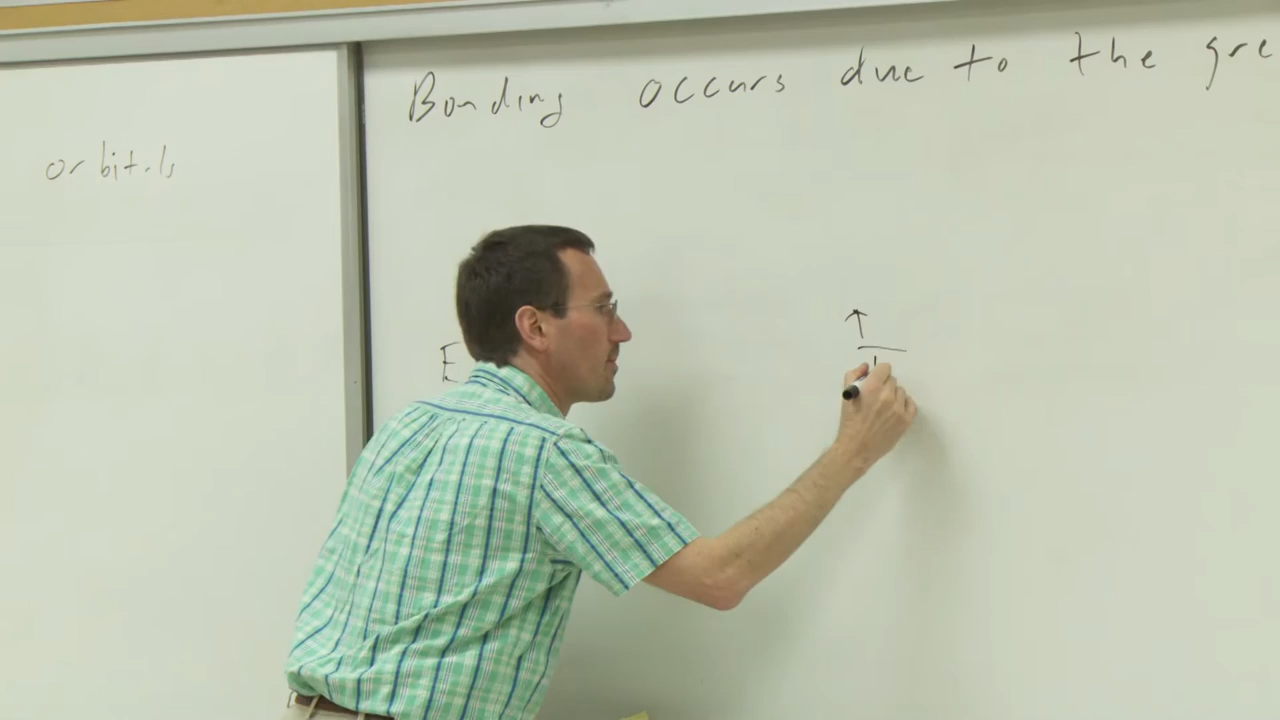 orbitals
Bonding occurs due to the gre
E